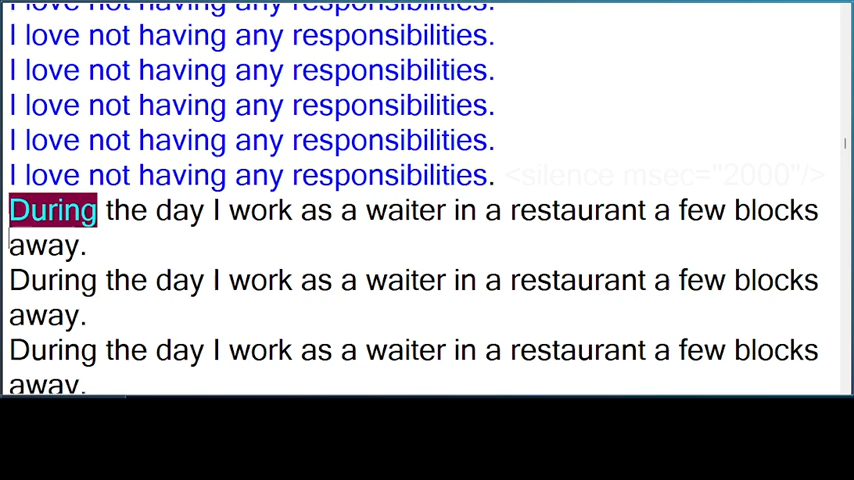 I love not having any responsibilities.
I love not having any responsibilities.
I love not having any responsibilities.
I love not having any responsibilities.
I love not having any responsibilities.
I love not having any responsibilities. <silence msec="2000"/>
During the day I work as a waiter in a restaurant a few blocks
away.
During the day I work as a waiter in a restaurant a few blocks
away.
During the day I work as a waiter in a restaurant a few blocks
away.